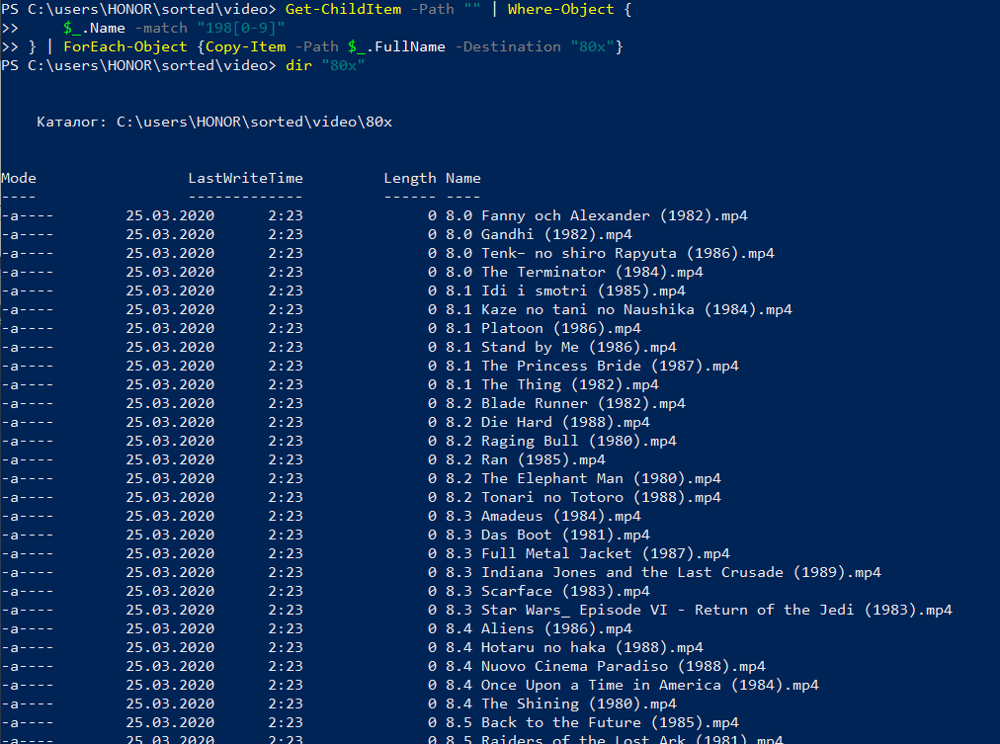 PS C:\users\HONOR\sorted\video> Get-ChildItem -Path "" | Where-Object {
>>     $_.Name -match "198[0-9]"
>> } | ForEach-Object {Copy-Item -Path $_.FullName -Destination "80x"}
PS C:\users\HONOR\sorted\video> dir "80x"
Каталог: C:\users\HONOR\sorted\video\80x
Mode                 LastWriteTime         Length Name
----                 -------------         ------ ----
-a----        25.03.2020      2:23              0 8.0 Fanny och Alexander (1982).mp4
-a----        25.03.2020      2:23              0 8.0 Gandhi (1982).mp4
-a----        25.03.2020      2:23              0 8.0 Tenk- no shiro Rapyuta (1986).mp4
-a----        25.03.2020      2:23              0 8.0 The Terminator (1984).mp4
-a----        25.03.2020      2:23              0 8.1 Idi i smotri (1985).mp4
-a----        25.03.2020      2:23              0 8.1 Kaze no tani no Naushika (1984).mp4
-a----        25.03.2020      2:23              0 8.1 Platoon (1986).mp4
-a----        25.03.2020      2:23              0 8.1 Stand by Me (1986).mp4
-a----        25.03.2020      2:23              0 8.1 The Princess Bride (1987).mp4
-a----        25.03.2020      2:23              0 8.1 The Thing (1982).mp4
-a----        25.03.2020      2:23              0 8.2 Blade Runner (1982).mp4
-a----        25.03.2020      2:23              0 8.2 Die Hard (1988).mp4
-a----        25.03.2020      2:23              0 8.2 Raging Bull (1980).mp4
-a----        25.03.2020      2:23              0 8.2 Ran (1985).mp4
-a----        25.03.2020      2:23              0 8.2 The Elephant Man (1980).mp4
-a----        25.03.2020      2:23              0 8.2 Tonari no Totoro (1988).mp4
-a----        25.03.2020      2:23              0 8.3 Amadeus (1984).mp4
-a----        25.03.2020      2:23              0 8.3 Das Boot (1981).mp4
-a----        25.03.2020      2:23              0 8.3 Full Metal Jacket (1987).mp4
-a----        25.03.2020      2:23              0 8.3 Indiana Jones and the Last Crusade (1989).mp4
-a----        25.03.2020      2:23              0 8.3 Scarface (1983).mp4
-a----        25.03.2020      2:23              0 8.3 Star Wars_ Episode VI - Return of the Jedi (1983).mp4
-a----        25.03.2020      2:23              0 8.4 Aliens (1986).mp4
-a----        25.03.2020      2:23              0 8.4 Hotaru no haka (1988).mp4
-a----        25.03.2020      2:23              0 8.4 Nuovo Cinema Paradiso (1988).mp4
-a----        25.03.2020      2:23              0 8.4 Once Upon a Time in America (1984).mp4
-a----        25.03.2020      2:23              0 8.4 The Shining (1980).mp4
-a----        25.03.2020      2:23              0 8.5 Back to the Future (1985).mp4
-a----        25.03.2020      2:23              0 8.5 Raiders of the Lost Ark (1981).mp4